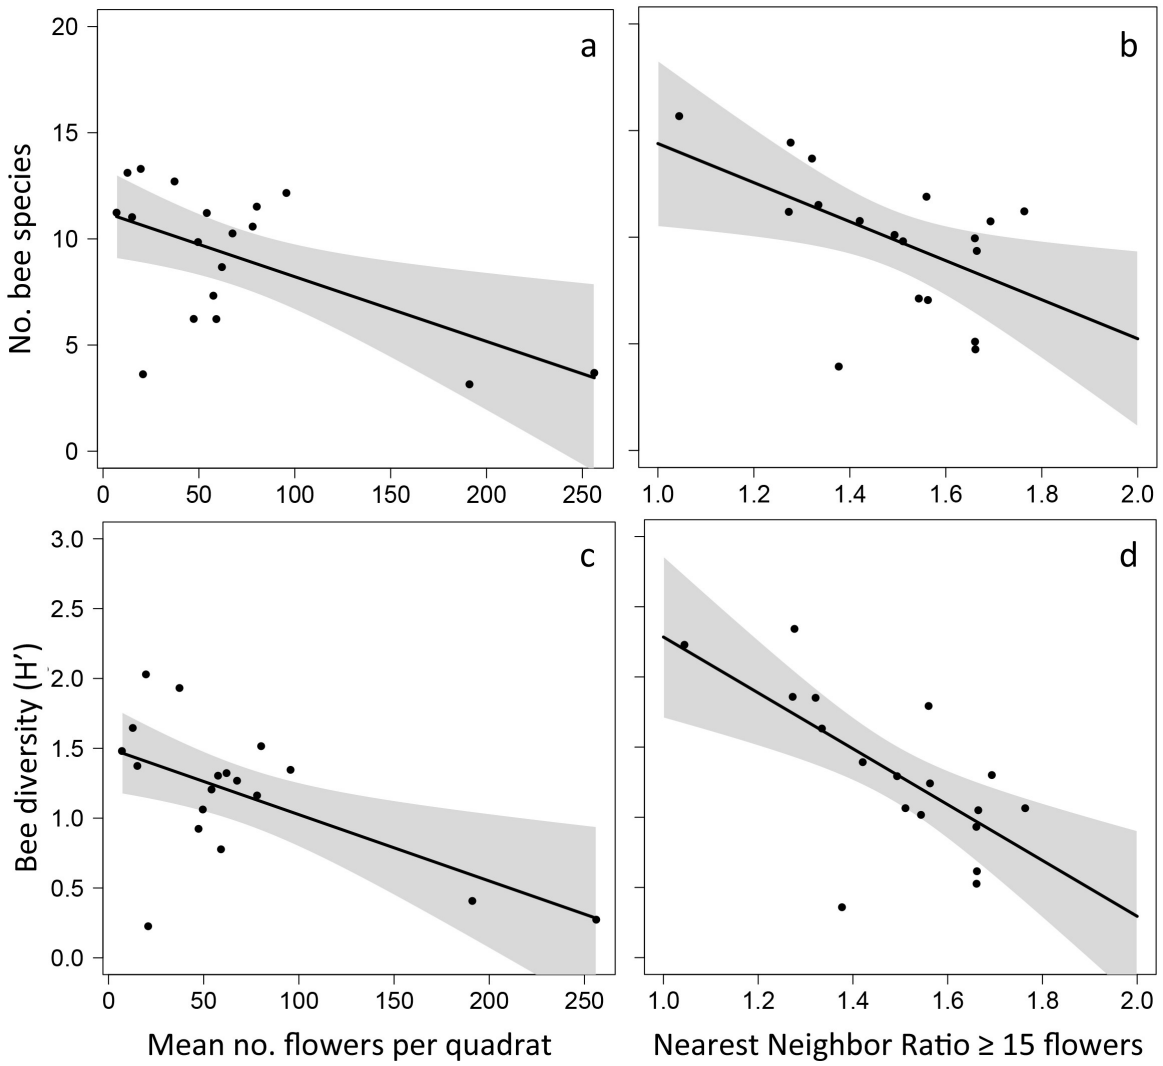 a
b
No. bee species
20
15
10
5
0
0 50 100 150 200 250
1.0 1.2 1.4 1.6 1.8 2.0
c
d
Bee diversity (H’)
3.0
2.5
2.0
1.5
1.0
0.5
0.0
0 50 100 150 200 250
1.0 1.2 1.4 1.6 1.8 2.0
Mean no. flowers per quadrat
Nearest Neighbor Ratio ≥ 15 flowers